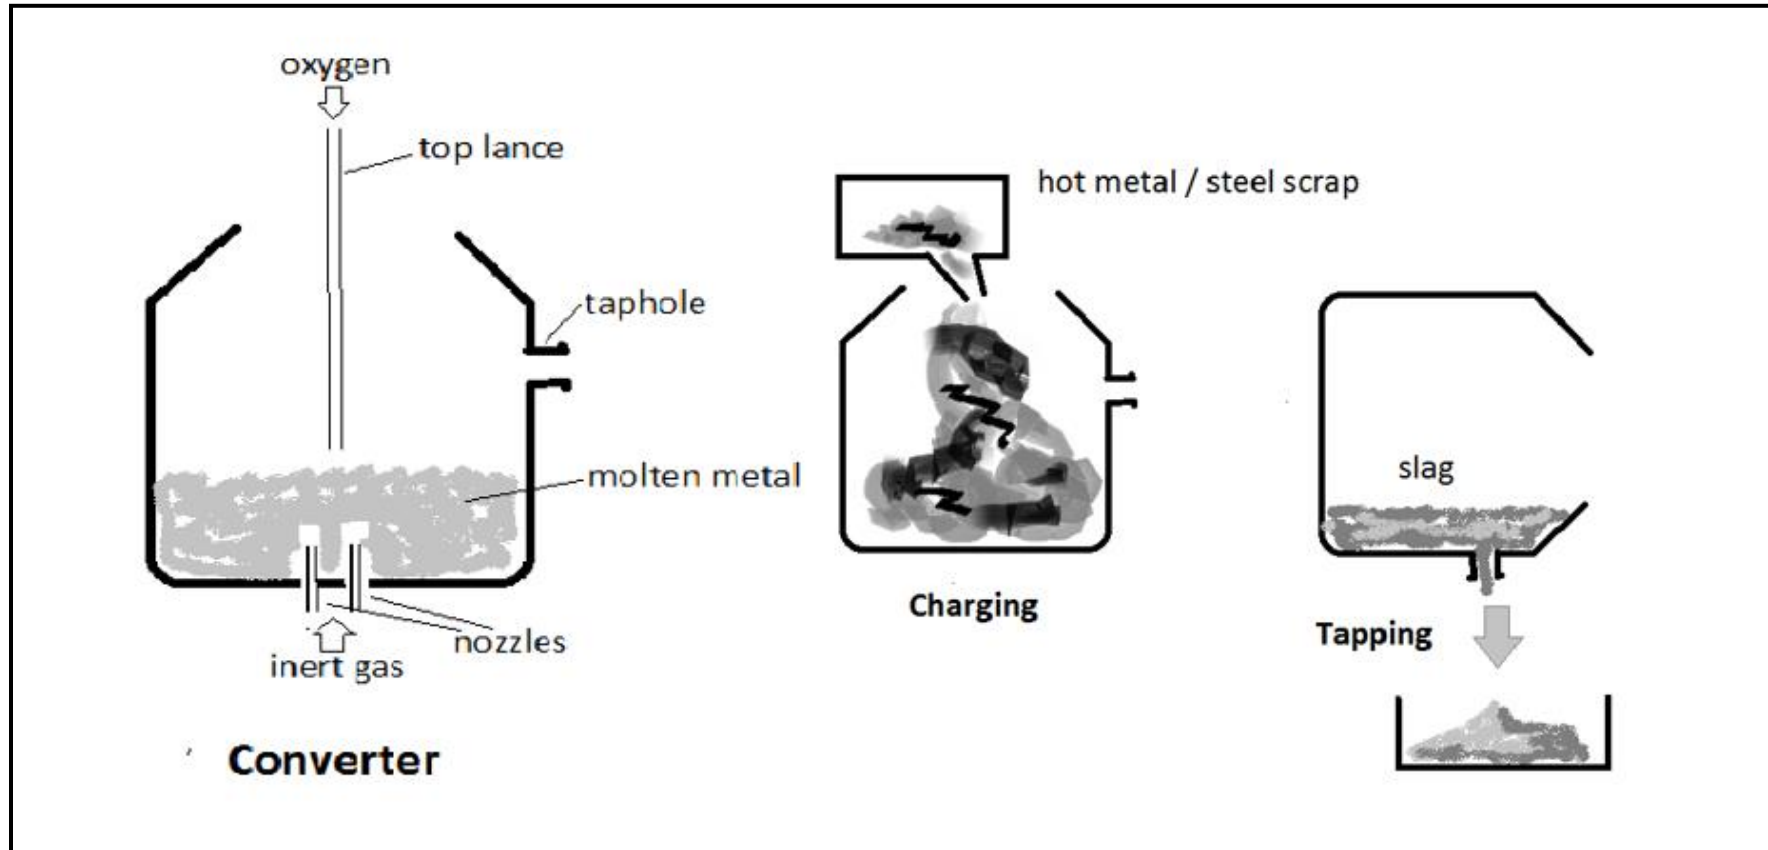 oxygen
top lance
taphole
molten metal
nozzles
inert gas
Converter
hot metal / steel scrap
Charging
slag
Tapping